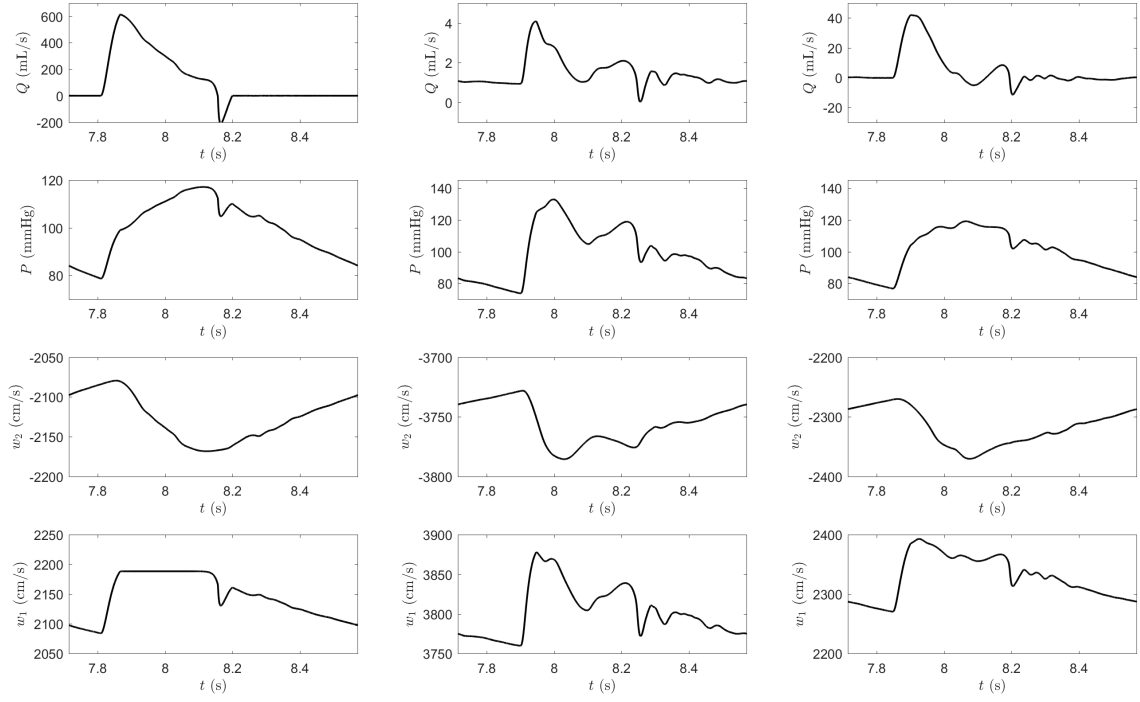 Q (mL/s)
600
400
200
0
-200
7.8 8 8.2 8.4
t (s)
Q (mL/s)
4
2
0
7.8 8 8.2 8.4
t (s)
Q (mL/s)
40
20
0
-20
7.8 8 8.2 8.4
t (s)
P (mmHg)
120
100
80
7.8 8 8.2 8.4
t (s)
P (mmHg)
140
120
100
80
7.8 8 8.2 8.4
t (s)
P (mmHg)
140
120
100
80
7.8 8 8.2 8.4
t (s)
w2 (cm/s)
-2050
-2100
-2150
-2200
7.8 8 8.2 8.4
t (s)
w2 (cm/s)
-3700
-3750
-3800
7.8 8 8.2 8.4
t (s)
w2 (cm/s)
-2200
-2300
-2400
7.8 8 8.2 8.4
t (s)
w1 (cm/s)
2250
2200
2150
2100
2050
7.8 8 8.2 8.4
t (s)
w1 (cm/s)
3900
3850
3800
3750
7.8 8 8.2 8.4
t (s)
w1 (cm/s)
2400
2300
2200
7.8 8 8.2 8.4
t (s)